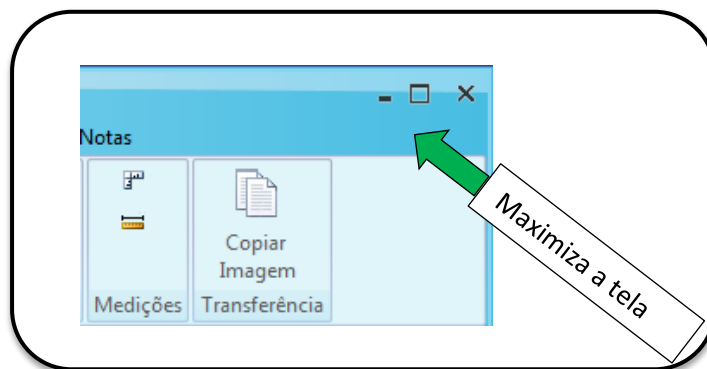 Notas
Copiar
Imagem
Medições
Transferência
Maximiza a tela